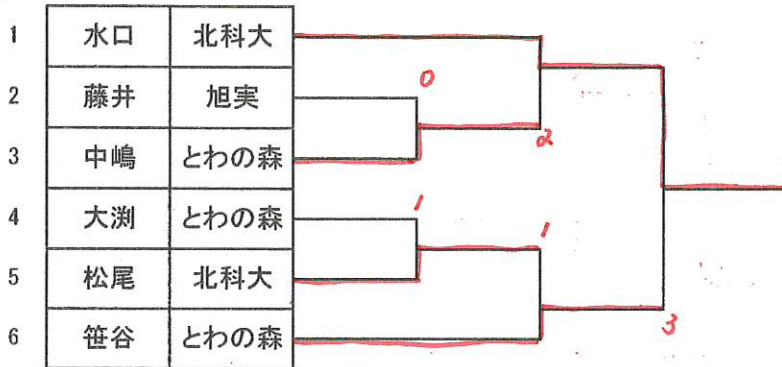 1 水口 北科大
0
2 藤井 旭実
2
3 中嶋 とわの森
1
4 大渕 とわの森
1
5 松尾 北科大
3
6 笹谷 とわの森